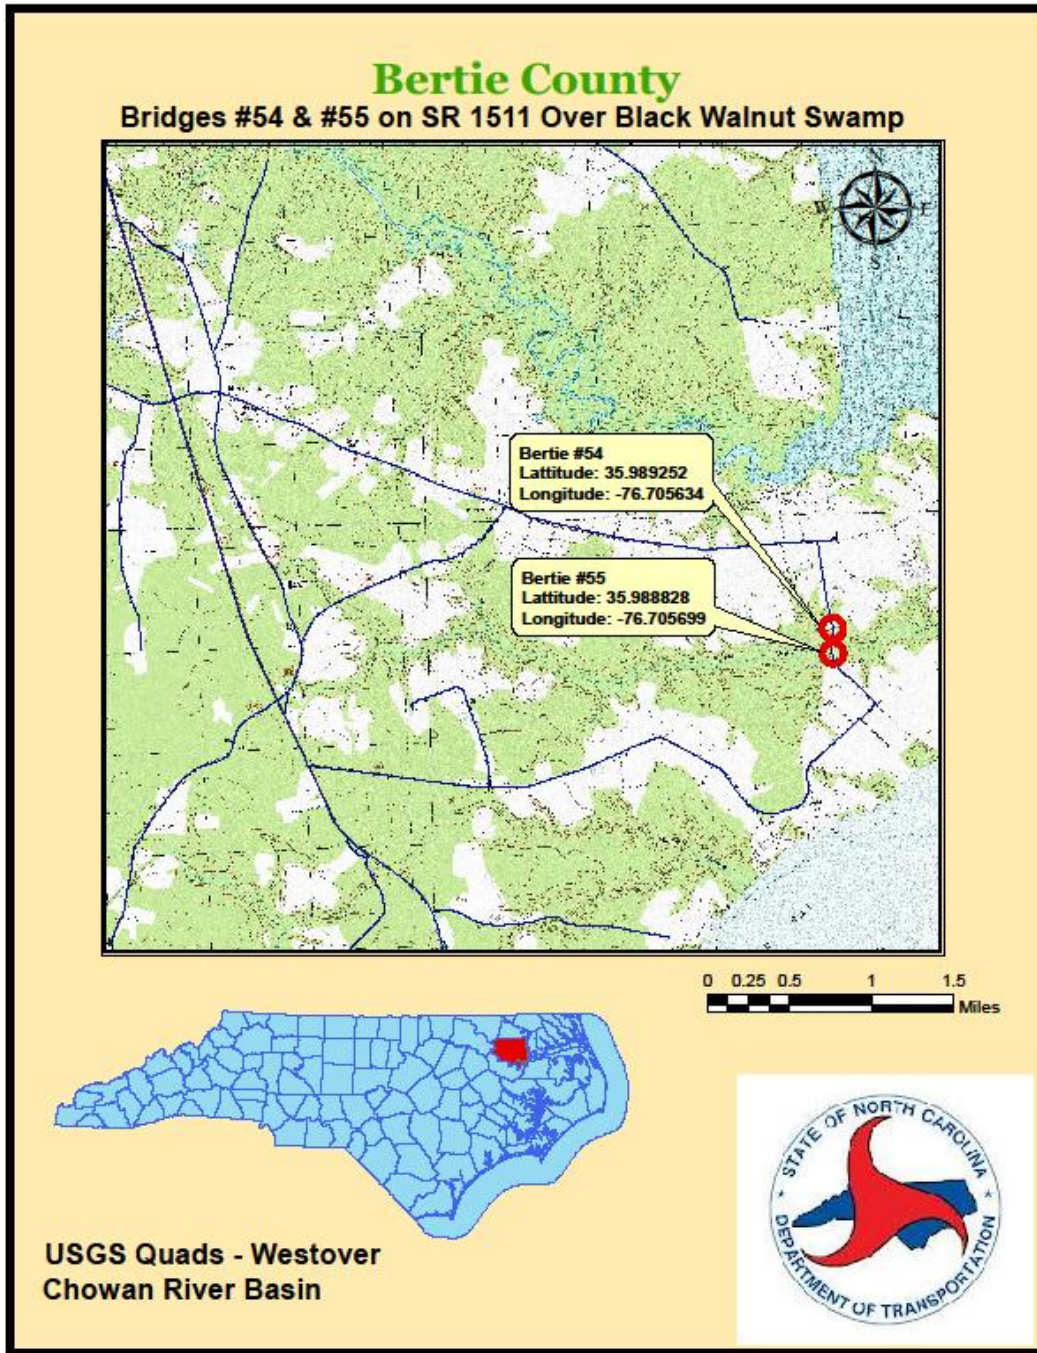 Bertie County
Bridges #54 & #55 on SR 1511 Over Black Walnut Swamp
N
W E
S
Bertie #54
Lattitude: 35.989252
Longitude: -76.705634
Bertie #55
Lattitude: 35.988828
Longitude: -76.705699
0 0.25 0.5 1 1.5
Miles
USGS Quads - Westover
Chowan River Basin
STATE OF NORTH CAROLINA
DEPARTMENT OF TRANSPORTATION